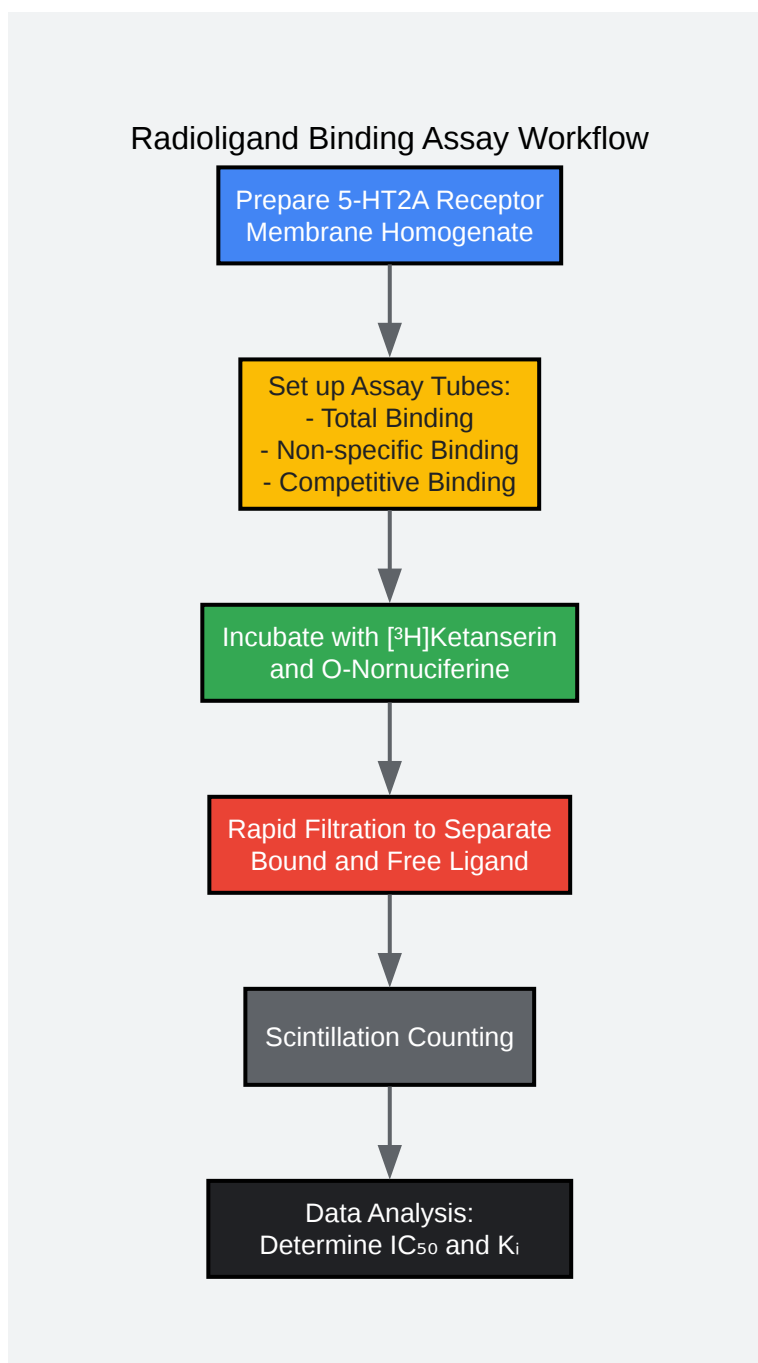 Radioligand Binding Assay Workflow
Prepare 5-HT2A Receptor
Membrane Homogenate
Set up Assay Tubes:
- Total Binding
- Non-specific Binding
- Competitive Binding
Incubate with [³H]Ketanserin
and O-Nornuciferine
Rapid Filtration to Separate
Bound and Free Ligand
Scintillation Counting
Data Analysis:
Determine IC₅₀ and Kᵢ